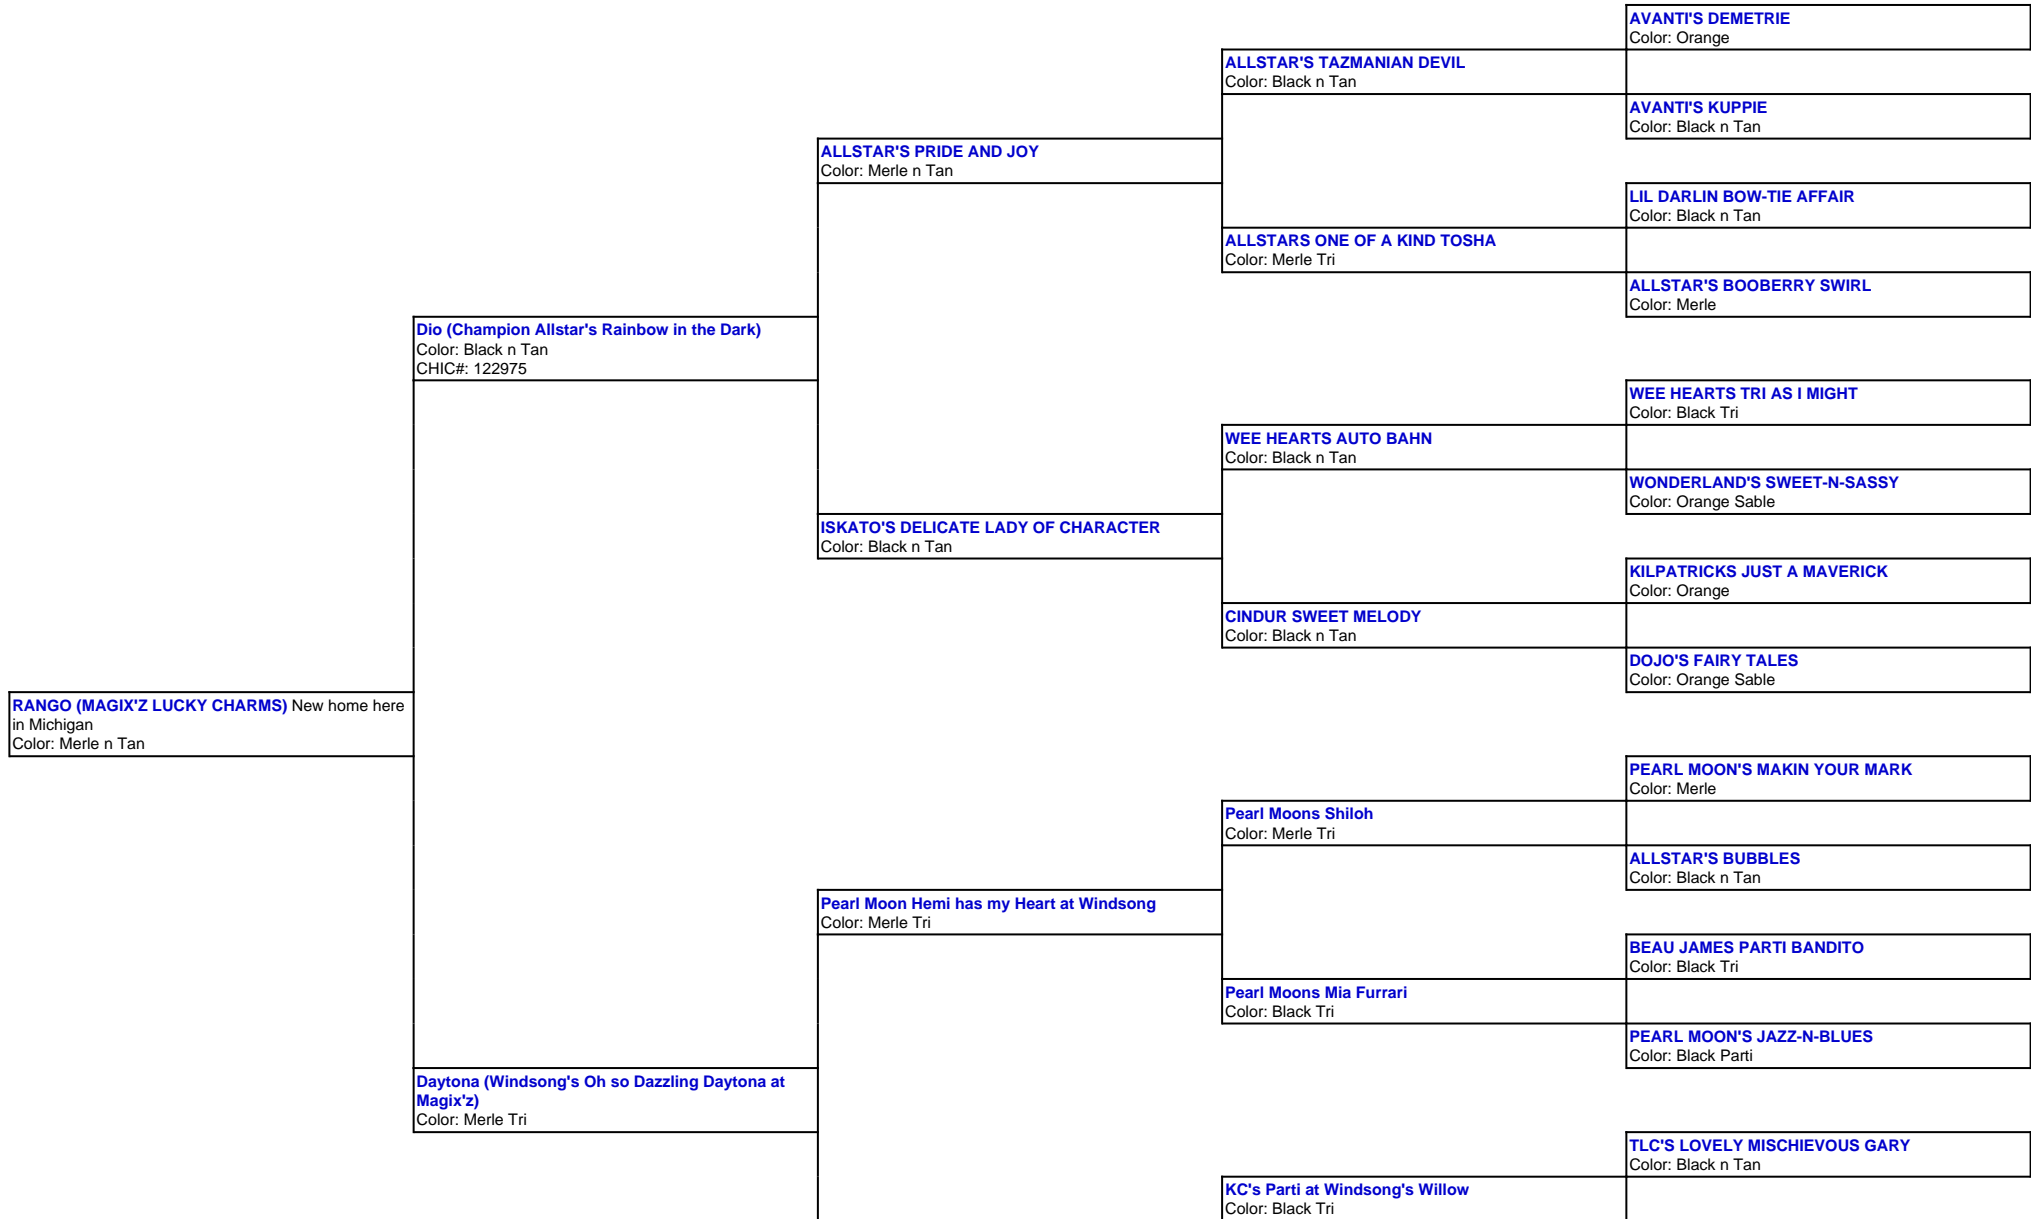 AVANTI'S DEMETRIE
Color: Orange
ALLSTAR'S TAZMANIAN DEVIL
Color: Black n Tan
AVANTI'S KUPPIE
Color: Black n Tan
ALLSTAR'S PRIDE AND JOY
Color: Merle n Tan
LIL DARLIN BOW-TIE AFFAIR
Color: Black n Tan
ALLSTARS ONE OF A KIND TOSHA
Color: Merle Tri
ALLSTAR'S BOOBERRY SWIRL
Color: Merle
Dio (Champion Allstar's Rainbow in the Dark)
Color: Black n Tan
CHIC#: 122975
WEE HEARTS TRI AS I MIGHT
Color: Black Tri
WEE HEARTS AUTO BAHN
Color: Black n Tan
WONDERLAND'S SWEET-N-SASSY
Color: Orange Sable
ISKATO'S DELICATE LADY OF CHARACTER
Color: Black n Tan
KILPATRICKS JUST A MAVERICK
Color: Orange
CINDUR SWEET MELODY
Color: Black n Tan
DOJO'S FAIRY TALES
Color: Orange Sable
RANGO (MAGIX'Z LUCKY CHARMS) New home here
in Michigan
Color: Merle n Tan
PEARL MOON'S MAKIN YOUR MARK
Color: Merle
Pearl Moons Shiloh
Color: Merle Tri
ALLSTAR'S BUBBLES
Color: Black n Tan
Pearl Moon Hemi has my Heart at Windsong
Color: Merle Tri
BEAU JAMES PARTI BANDITO
Color: Black Tri
Pearl Moons Mia Furrari
Color: Black Tri
PEARL MOON'S JAZZ-N-BLUES
Color: Black Parti
Daytona (Windsong's Oh so Dazzling Daytona at
Magix'z)
Color: Merle Tri
TLC'S LOVELY MISCHIEVOUS GARY
Color: Black n Tan
KC's Parti at Windsong's Willow
Color: Black Tri